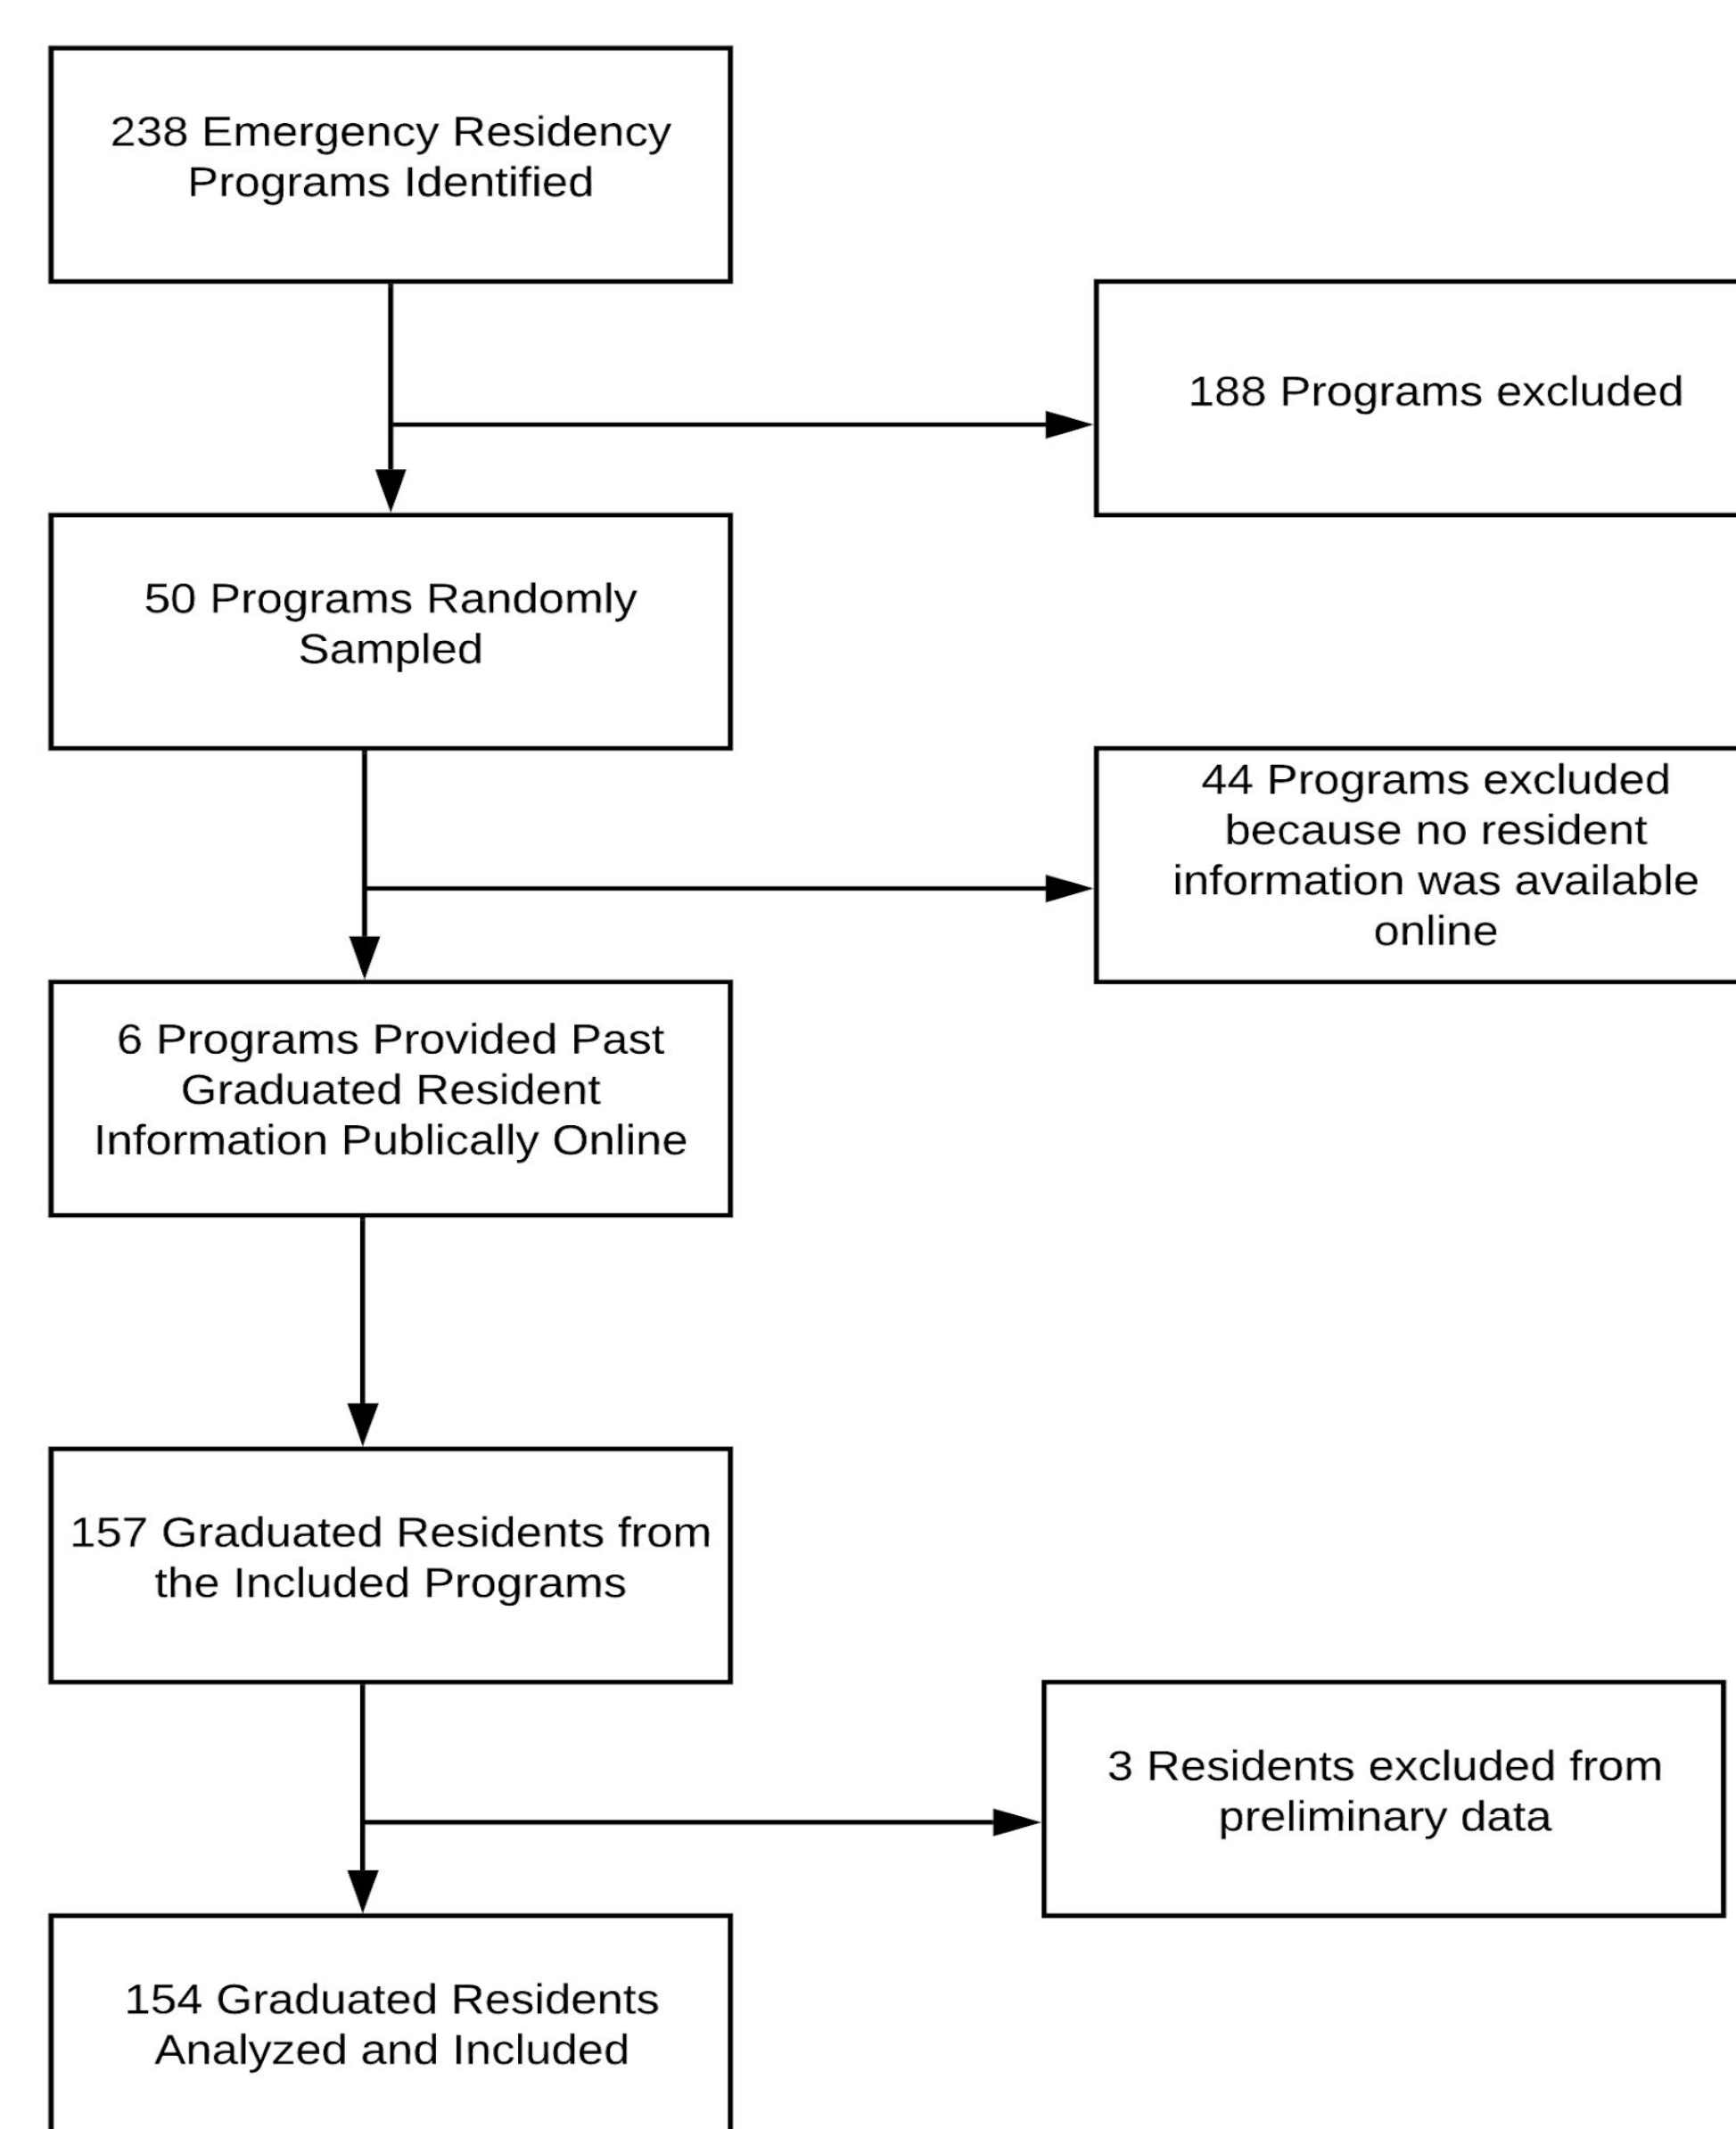 238 Emergency Residency
Programs Identified
188 Programs excluded
50 Programs Randomly
Sampled
44 Programs excluded
because no resident
information was available
online
6 Programs Provided Past
Graduated Resident
Information Publically Online
157 Graduated Residents from
the Included Programs
3 Residents excluded from
preliminary data
154 Graduated Residents
Analyzed and Included